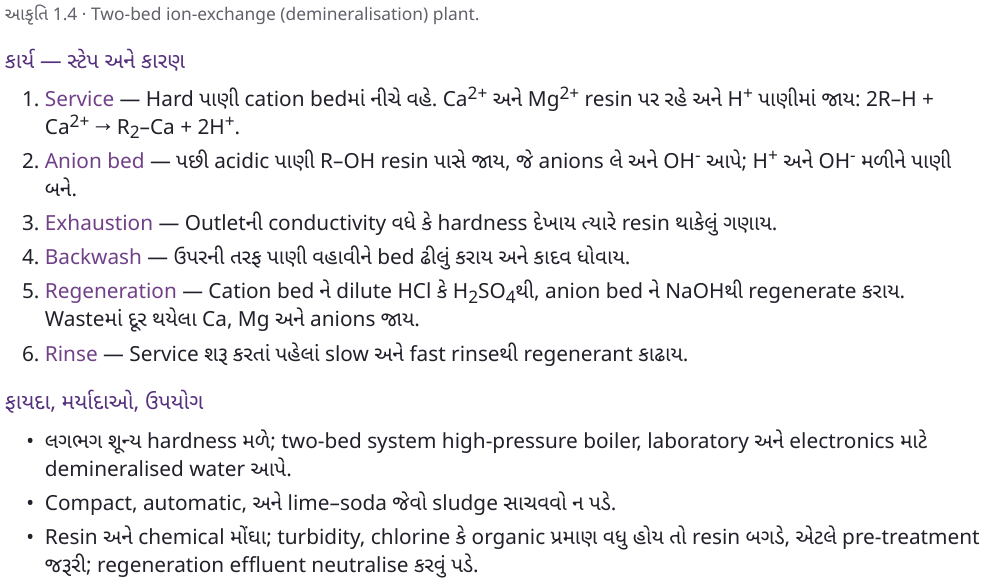 આકૃતિ 1.4 · Two-bed ion-exchange (demineralisation) plant.
કાર્ય — સ્ટેપ અને કારણ
1. Service — Hard પાણી cation bedમાં નીચે વહે. Ca²⁺ અને Mg²⁺ resin પર રહે અને H⁺ પાણીમાં જાય: 2R–H +
Ca²⁺ → R₂–Ca + 2H⁺.
2. Anion bed — પછી acidic પાણી R–OH resin પાસે જાય, જે anions લે અને OH⁻ આપે; H⁺ અને OH⁻ મળીને પાણી
બને.
3. Exhaustion — Outletની conductivity વધે કે hardness દેખાય ત્યારે resin થાકેલું ગણાય.
4. Backwash — ઉપરની તરફ પાણી વહાવીને bed ઢીલું કરાય અને કાદવ ધોવાય.
5. Regeneration — Cation bed ને dilute HCl કે H₂SO₄થી, anion bed ને NaOHથી regenerate કરાય.
Wasteમાં દૂર થયેલા Ca, Mg અને anions જાય.
6. Rinse — Service શરૂ કરતાં પહેલાં slow અને fast rinseથી regenerant કાઢાય.
ફાયદા, મર્યાદાઓ, ઉપયોગ
• લગભગ શૂન્ય hardness મળે; two-bed system high-pressure boiler, laboratory અને electronics માટે
demineralised water આપે.
• Compact, automatic, અને lime–soda જેવો sludge સાચવવો ન પડે.
• Resin અને chemical મોંઘા; turbidity, chlorine કે organic પ્રમાણ વધુ હોય તો resin બગડે, એટલે pre-treatment
જરૂરી; regeneration effluent neutralise કરવું પડે.